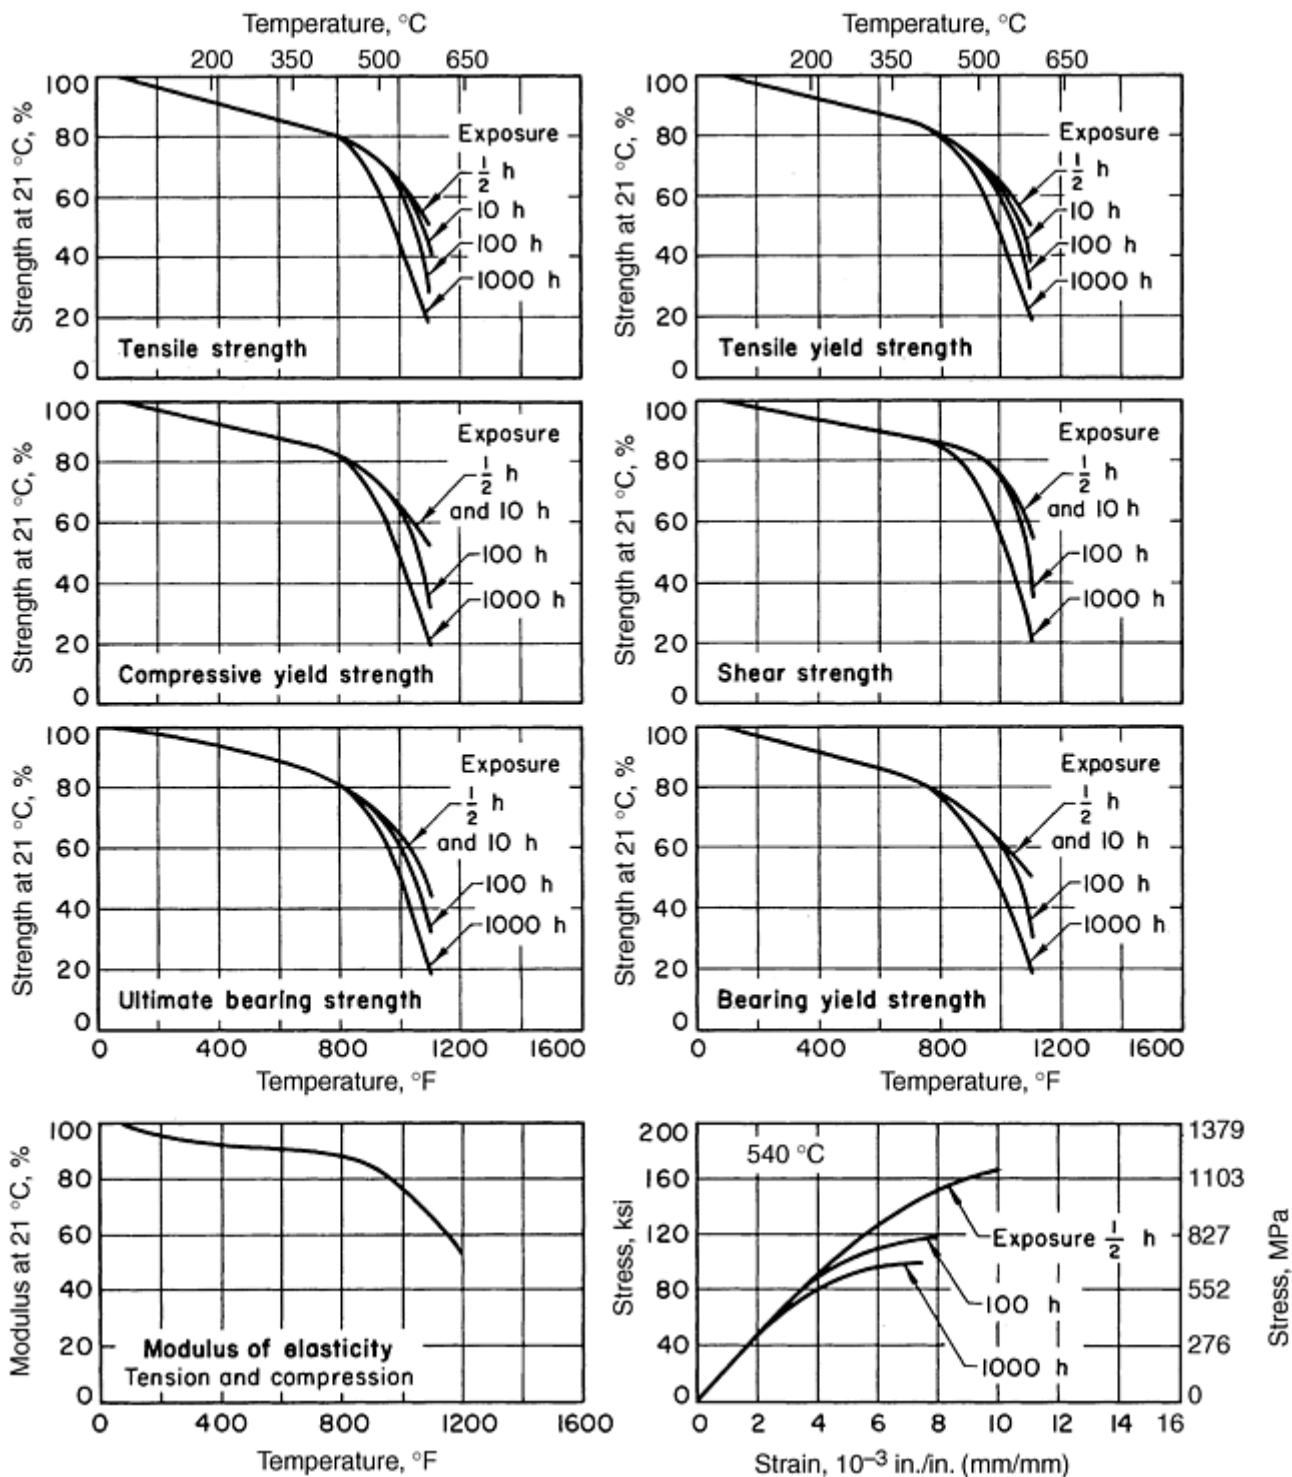 Temperature, °C
200 350 500 650
100
80
60
40
20
0
Strength at 21 °C, %
Exposure
1/2 h
10 h
100 h
1000 h
Tensile strength
Temperature, °C
200 350 500 650
100
80
60
40
20
0
Strength at 21 °C, %
Exposure
1/2 h
10 h
100 h
1000 h
Tensile yield strength
100
80
60
40
20
0
Strength at 21 °C, %
Exposure
1/2 h
and 10 h
100 h
1000 h
Compressive yield strength
100
80
60
40
20
0
Strength at 21 °C, %
Exposure
1/2 h
and 10 h
100 h
1000 h
Shear strength
100
80
60
40
20
0
Strength at 21 °C, %
Exposure
1/2 h
and 10 h
100 h
1000 h
Ultimate bearing strength
0 400 800 1200 1600
Temperature, °F
100
80
60
40
20
0
Strength at 21 °C, %
Exposure
1/2 h
and 10 h
100 h
1000 h
Bearing yield strength
0 400 800 1200 1600
Temperature, °F
100
80
60
40
20
0
Modulus at 21 °C, %
Modulus of elasticity
Tension and compression
0 400 800 1200 1600
Temperature, °F
200
160
120
80
40
0
Stress, ksi
540 °C
Exposure 1/2 h
100 h
1000 h
1379
1103
827
552
276
0
Stress, MPa
0 2 4 6 8 10 12 14 16
Strain, 10–3 in./in. (mm/mm)